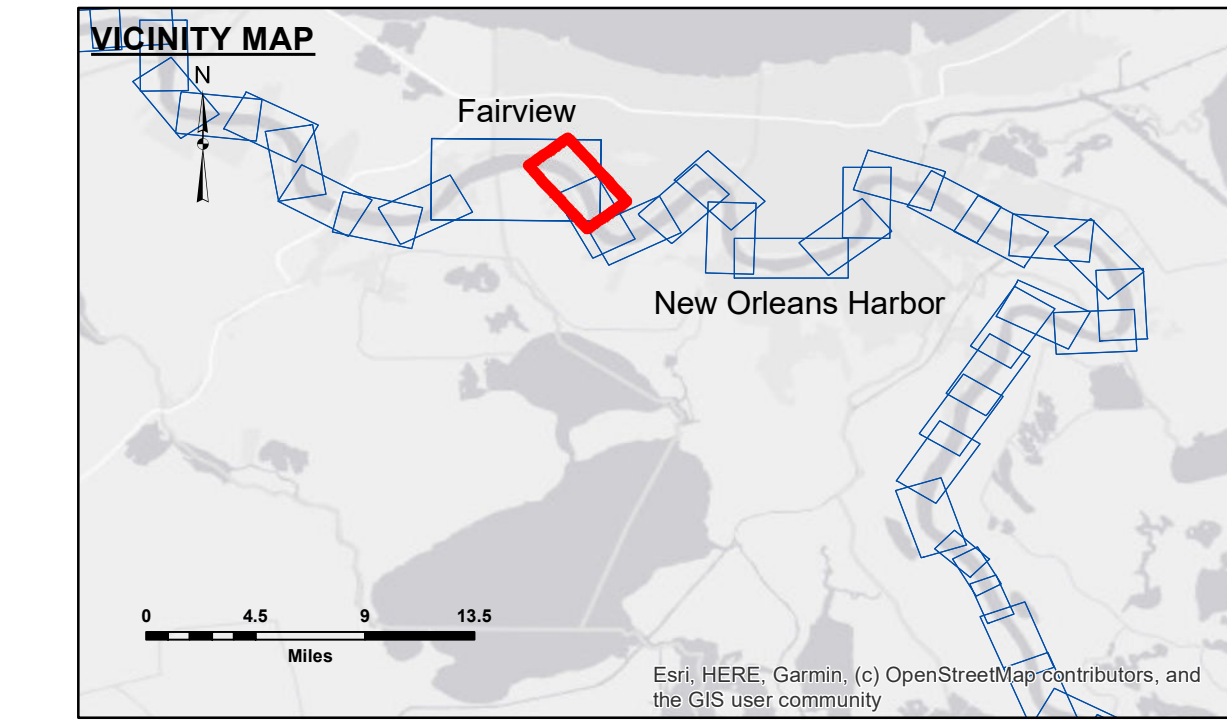 VICINITY MAP
N
Fairview
New Orleans Harbor
0 4.5 9 13.5
Miles
Esri, HERE, Garmin, (c) OpenStreetMap contributors, and
the GIS user community